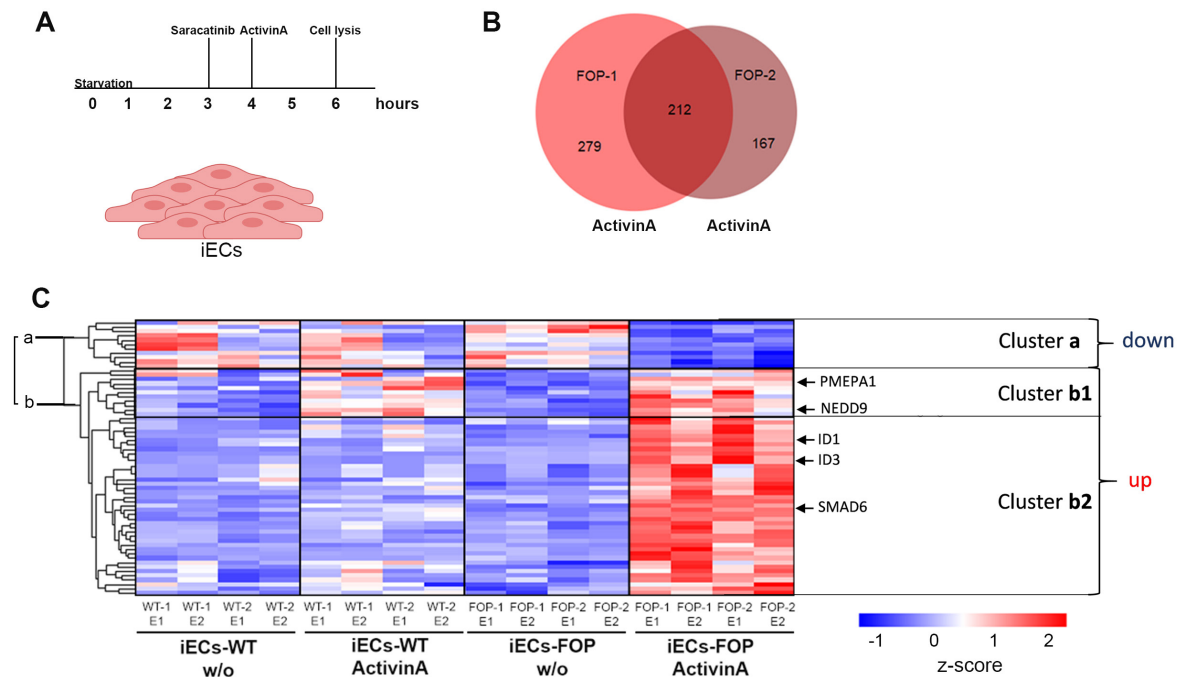 A
Saracatinib ActivinA Cell lysis
Starvation
0 1 2 3 4 5 6 hours
iECs
B
FOP-1 FOP-2
212
279 167
ActivinA ActivinA
C
a
b
Cluster a down
PMEPA1
Cluster b1
NEDD9
ID1
ID3
up
Cluster b2
SMAD6
WT-1 WT-1 WT-2 WT-2 WT-1 WT-1 WT-2 WT-2 FOP-1 FOP-1 FOP-2 FOP-2 FOP-1 FOP-1 FOP-2 FOP-2
E1 E2 E1 E2 E1 E2 E1 E2 E1 E2 E1 E2 E1 E2 E1 E2
iECs-WT iECs-WT iECs-FOP iECs-FOP
w/o ActivinA w/o ActivinA
-1 0 1 2
z-score